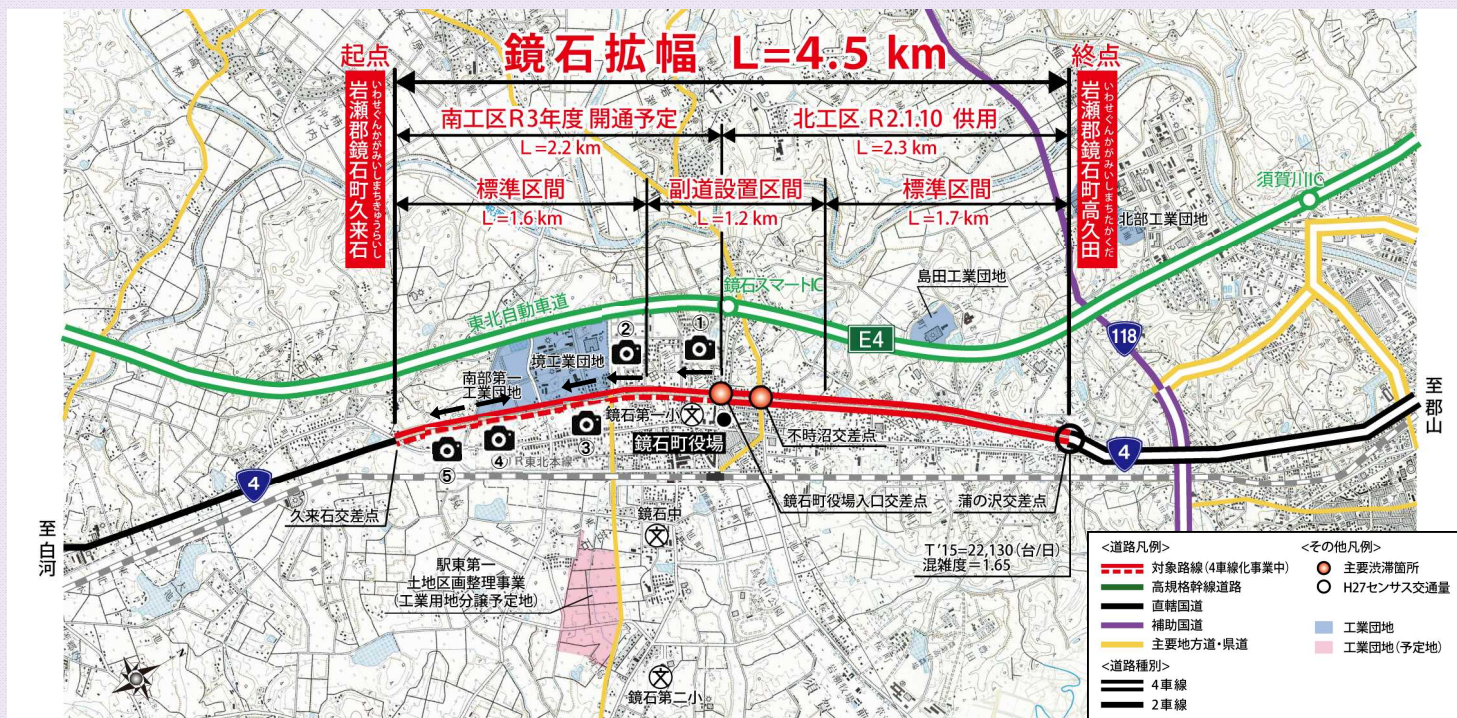 鏡石拡幅 L=4.5 km
起点
いわせぐんかがみいしまちきゅうらいし
岩瀬郡鏡石町久来石
終点
いわせぐんかがみいしまちたかくだ
岩瀬郡鏡石町高久田
南工区R3年度 開通予定
L=2.2 km
北工区 R2.1.10 供用
L=2.3 km
標準区間
L=1.6 km
副道設置区間
L=1.2 km
標準区間
L=1.7 km
須賀川IC
北部工業団地
島田工業団地
鏡石スマートIC
東北自動車道
E4
118
②
①
境工業団地
南部第一
工業団地
鏡石第一小
文
鏡石町役場
不時沼交差点
③
④
⑤
JR東北本線
4
4
至郡山
至白河
久来石交差点
鏡石町役場入口交差点
蒲の沢交差点
鏡石中
文
T'15=22,130(台/日)
混雑度=1.65
駅東第一
土地区画整理事業
(工業用地分譲予定地)
文
鏡石第二小
<道路凡例>
対象路線(4車線化事業中)
高規格幹線道路
直轄国道
補助国道
主要地方道・県道
<道路種別>
4車線
2車線
<その他凡例>
主要渋滞箇所
H27センサス交通量
工業団地
工業団地(予定地)